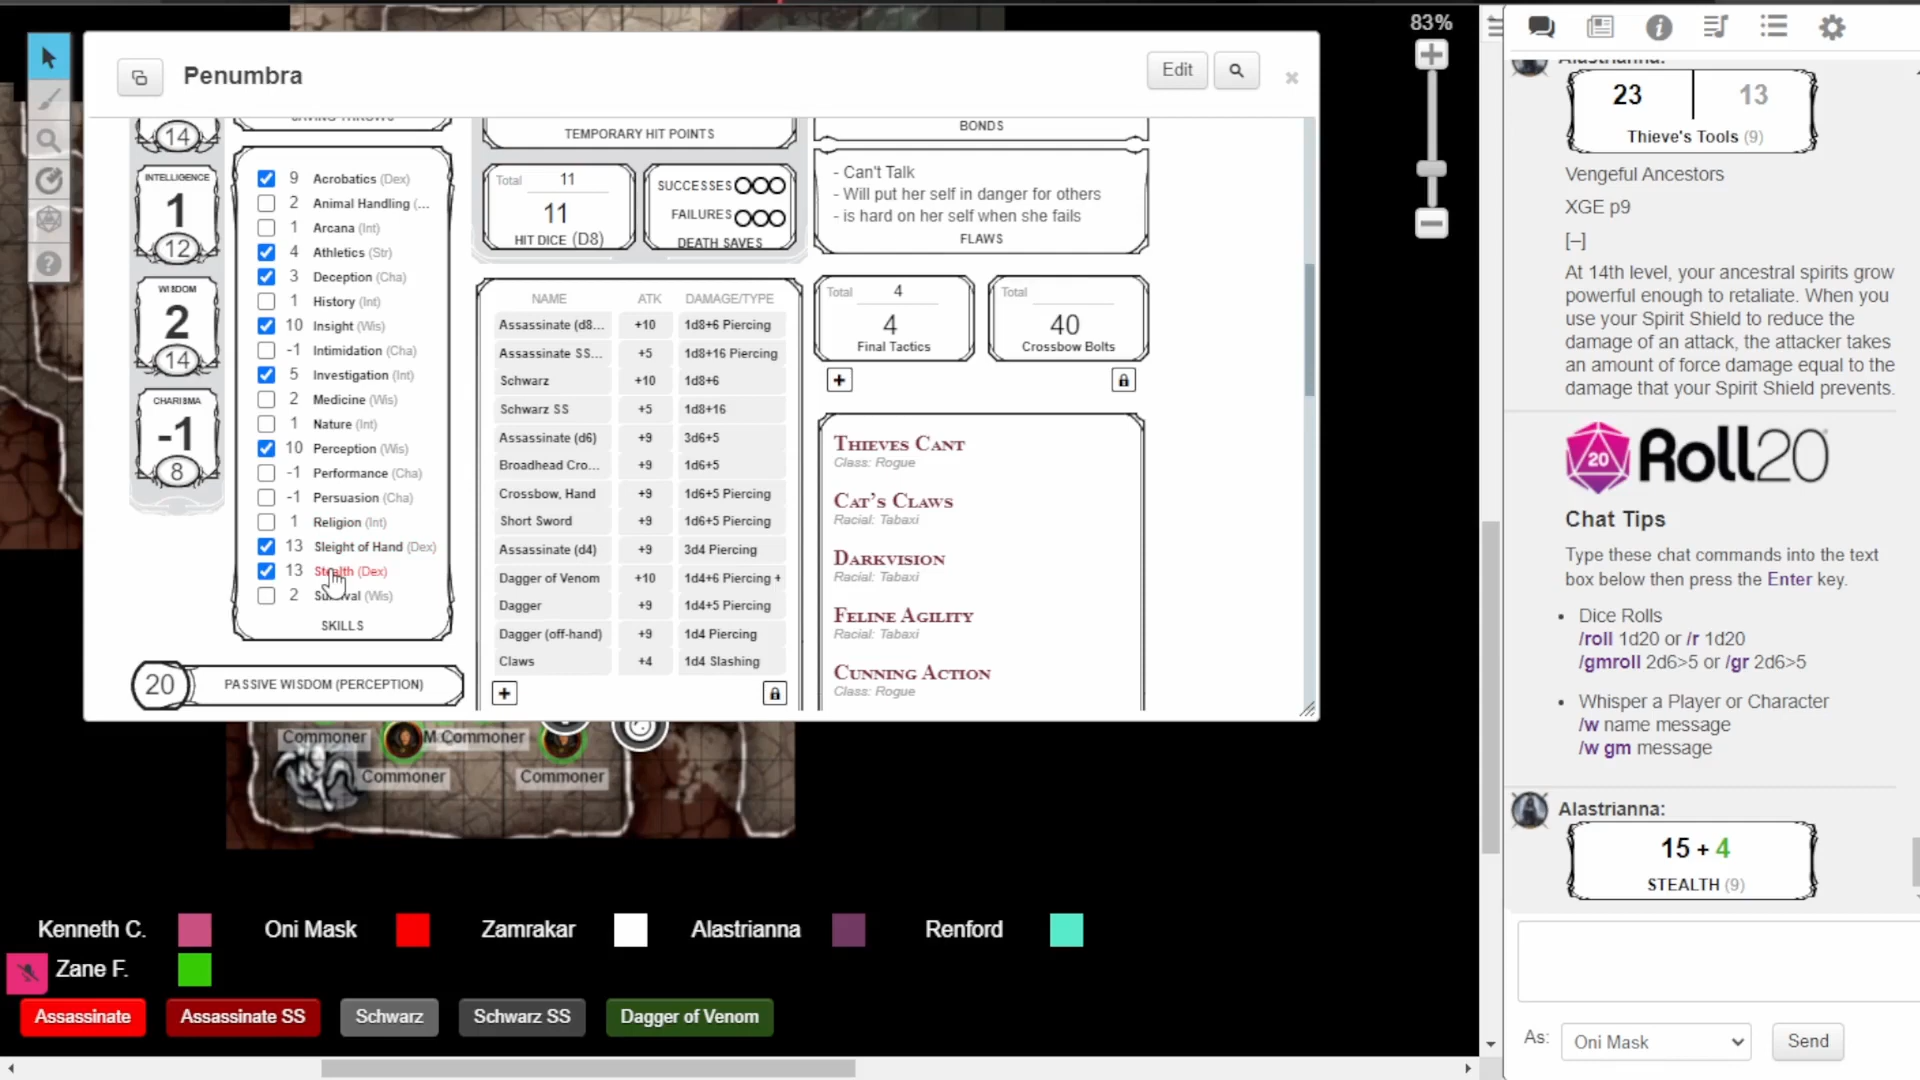 83%
Penumbra
Edit
14
SAVING THROWS
TEMPORARY HIT POINTS
BONDS
INTELLIGENCE
1
12
WISDOM
2
14
CHARISMA
-1
8
9 Acrobatics (Dex)
2 Animal Handling (...
1 Arcana (Int)
4 Athletics (Str)
3 Deception (Cha)
1 History (Int)
10 Insight (Wis)
-1 Intimidation (Cha)
5 Investigation (Int)
2 Medicine (Wis)
1 Nature (Int)
10 Perception (Wis)
-1 Performance (Cha)
-1 Persuasion (Cha)
1 Religion (Int)
13 Sleight of Hand (Dex)
13 Stealth (Dex)
2 Survival (Wis)
SKILLS
20 PASSIVE WISDOM (PERCEPTION)
Total 11
11
HIT DICE (D8)
SUCCESSES
FAILURES
DEATH SAVES
NAME ATK DAMAGE/TYPE
Assassinate (d8... +10 1d8+6 Piercing
Assassinate SS... +5 1d8+16 Piercing
Schwarz +10 1d8+6
Schwarz SS +5 1d8+16
Assassinate (d6) +9 3d6+5
Broadhead Cro... +9 1d6+5
Crossbow, Hand +9 1d6+5 Piercing
Short Sword +9 1d6+5 Piercing
Assassinate (d4) +9 3d4 Piercing
Dagger of Venom +10 1d4+6 Piercing +
Dagger +9 1d4+5 Piercing
Dagger (off-hand) +9 1d4 Piercing
Claws +4 1d4 Slashing
- Can't Talk
- Will put her self in danger for others
- is hard on her self when she fails
FLAWS
Total 4
4
Final Tactics
Total
40
Crossbow Bolts
THIEVES CANT
Class: Rogue
CAT'S CLAWS
Racial: Tabaxi
DARKVISION
Racial: Tabaxi
FELINE AGILITY
Racial: Tabaxi
CUNNING ACTION
Class: Rogue
Commoner
M Commoner
Commoner
Commoner
Kenneth C.
Oni Mask
Zamrakar
Alastrianna
Renford
Zane F.
Assassinate
Assassinate SS
Schwarz
Schwarz SS
Dagger of Venom
Alastrianna:
23 13
Thieve's Tools (9)
Vengeful Ancestors
XGE p9
[–]
At 14th level, your ancestral spirits grow
powerful enough to retaliate. When you
use your Spirit Shield to reduce the
damage of an attack, the attacker takes
an amount of force damage equal to the
damage that your Spirit Shield prevents.
20 Roll20
Chat Tips
Type these chat commands into the text
box below then press the Enter key.
• Dice Rolls
/roll 1d20 or /r 1d20
/gmroll 2d6>5 or /gr 2d6>5
• Whisper a Player or Character
/w name message
/w gm message
Alastrianna:
15 + 4
STEALTH (9)
As: Oni Mask
Send